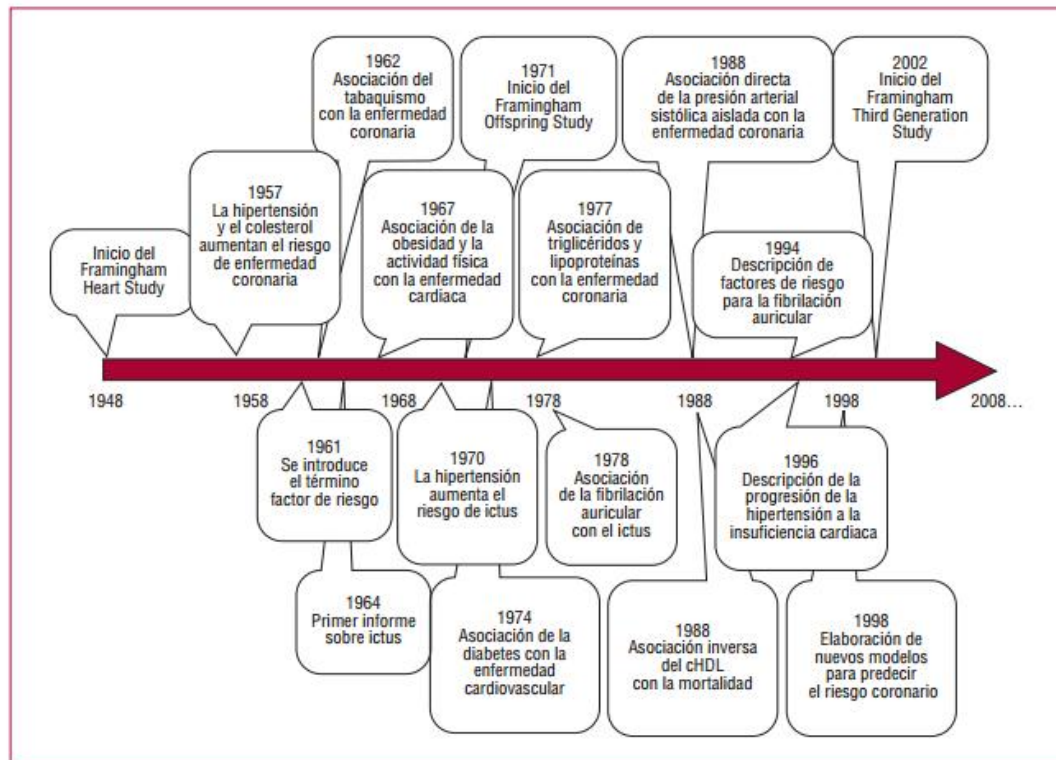 1962
Asociación del
tabaquismo
con la enfermedad
coronaria
1971
Inicio del
Framingham
Offspring Study
1988
Asociación directa
de la presión arterial
sistólica aislada con la
enfermedad coronaria
2002
Inicio del
Framingham
Third Generation
Study
Inicio del
Framingham
Heart Study
1957
La hipertensión
y el colesterol
aumentan el riesgo
de enfermedad
coronaria
1967
Asociación de la
obesidad y la
actividad física
con la enfermedad
cardiaca
1977
Asociación de
triglicéridos y
lipoproteínas
con la enfermedad
coronaria
1994
Descripción de
factores de riesgo
para la fibrilación
auricular
1948
1958
1968
1978
1988
1998
2008...
1961
Se introduce
el término
factor de riesgo
1970
La hipertensión
aumenta el
riesgo de ictus
1978
Asociación
de la fibrilación
auricular
con el ictus
1996
Descripción de la
progresión de la
hipertensión a la
insuficiencia cardiaca
1964
Primer informe
sobre ictus
1974
Asociación de la
diabetes con la
enfermedad
cardiovascular
1988
Asociación inversa
del cHDL
con la mortalidad
1998
Elaboración de
nuevos modelos
para predecir
el riesgo coronario